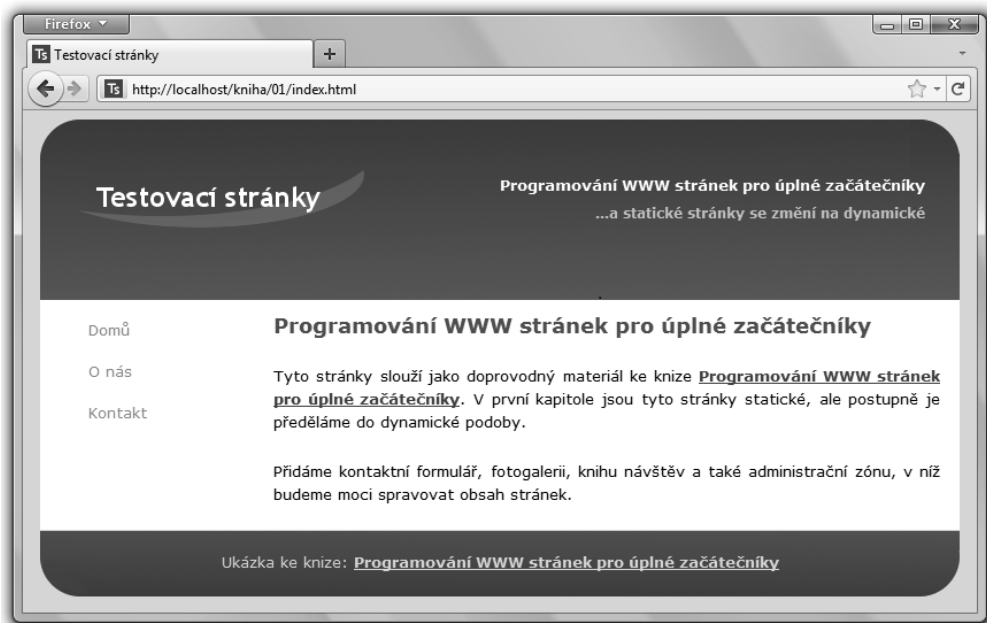 Firefox
Ts Testovací stránky
+
Ts http://localhost/kniha/01/index.html
Testovací stránky
Programování WWW stránek pro úplné začátečníky
...a statické stránky se změní na dynamické
Domů
O nás
Kontakt
Programování WWW stránek pro úplné začátečníky
Tyto stránky slouží jako doprovodný materiál ke knize Programování WWW stránek
pro úplné začátečníky. V první kapitole jsou tyto stránky statické, ale postupně je
předěláme do dynamické podoby.
Přidáme kontaktní formulář, fotogalerii, knihu návštěv a také administrační zónu, v níž
budeme moci spravovat obsah stránek.
Ukázka ke knize: Programování WWW stránek pro úplné začátečníky